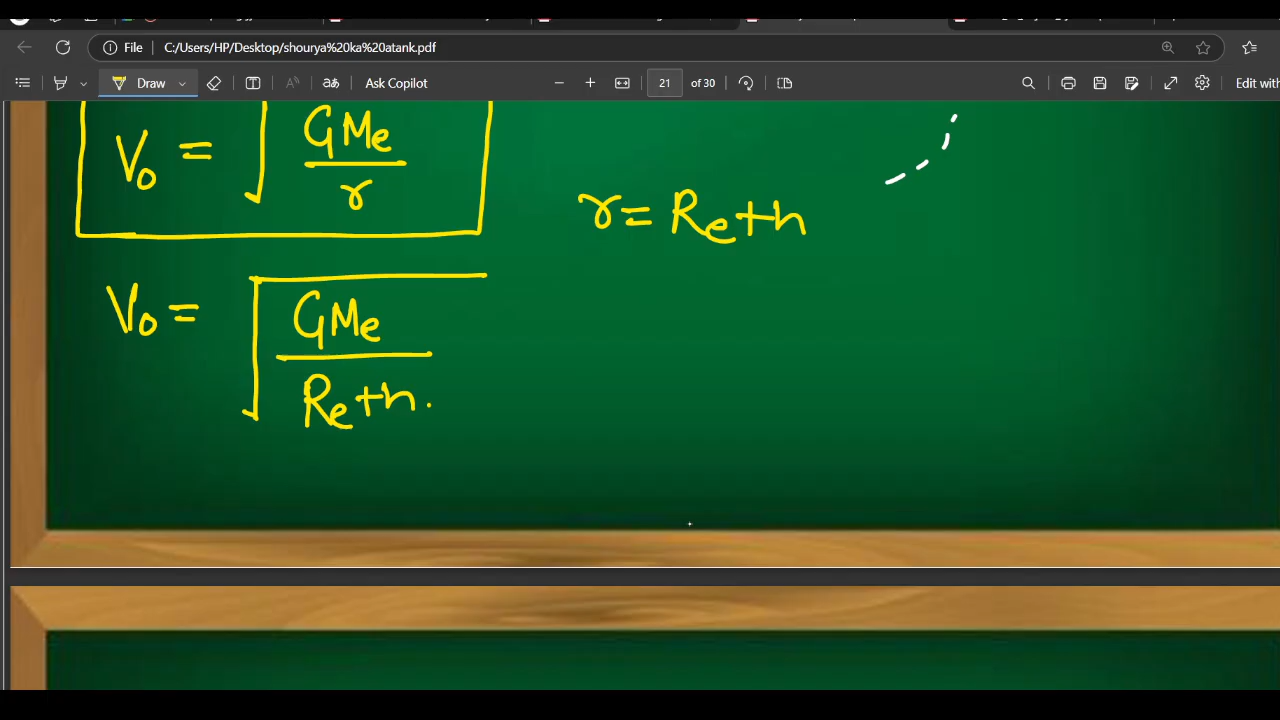 File | C:/Users/HP/Desktop/shourya%20ka%20atank.pdf
Draw Ask Copilot 21 of 30 Edit with
V₀ = √(GMe / r)
r = Re+h
V₀ = √(GMe / Re+h.)